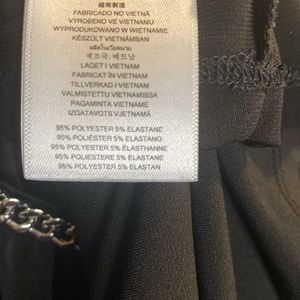 越南製造
FABRICADO NO VIETNÃ
VYROBENO VE VIETNAMU
WYPRODUKOWANO W WIETNAMIE
KÉSZÜLT VIETNÁMBAN
ผลิตในเวียดนาม
제조국: 베트남
LAGET I VIETNAM
FABRICAT ÎN VIETNAM
TILLVERKAD I VIETNAM
VALMISTETTU VIETNAMISSA
PAGAMINTA VIETNAME
IZGATAVOTS VJETNAMĀ
95% POLYESTER 5% ELASTANE
95% POLIÉSTER 5% ELASTANO
95% POLYESTER 5% ELASTHANNE
95% POLIESTERE 5% ELASTANE
95% POLYESTER 5% ELASTAN